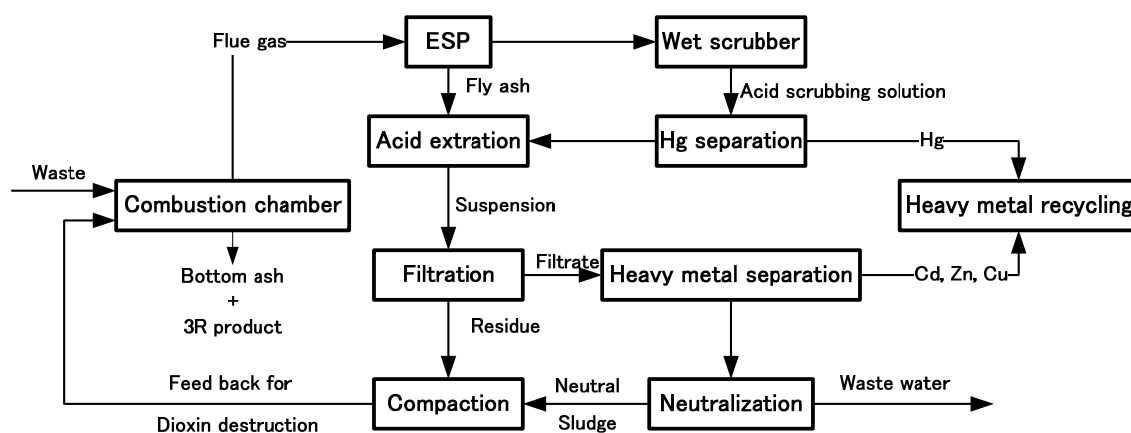 Flue gas
ESP
Wet scrubber
Fly ash
Acid scrubbing solution
Acid extration
Hg separation
Hg
Waste
Combustion chamber
Suspension
Heavy metal recycling
Bottom ash
+
3R product
Filtration
Filtrate
Heavy metal separation
Cd, Zn, Cu
Residue
Feed back for
Dioxin destruction
Compaction
Neutral
Sludge
Neutralization
Waste water